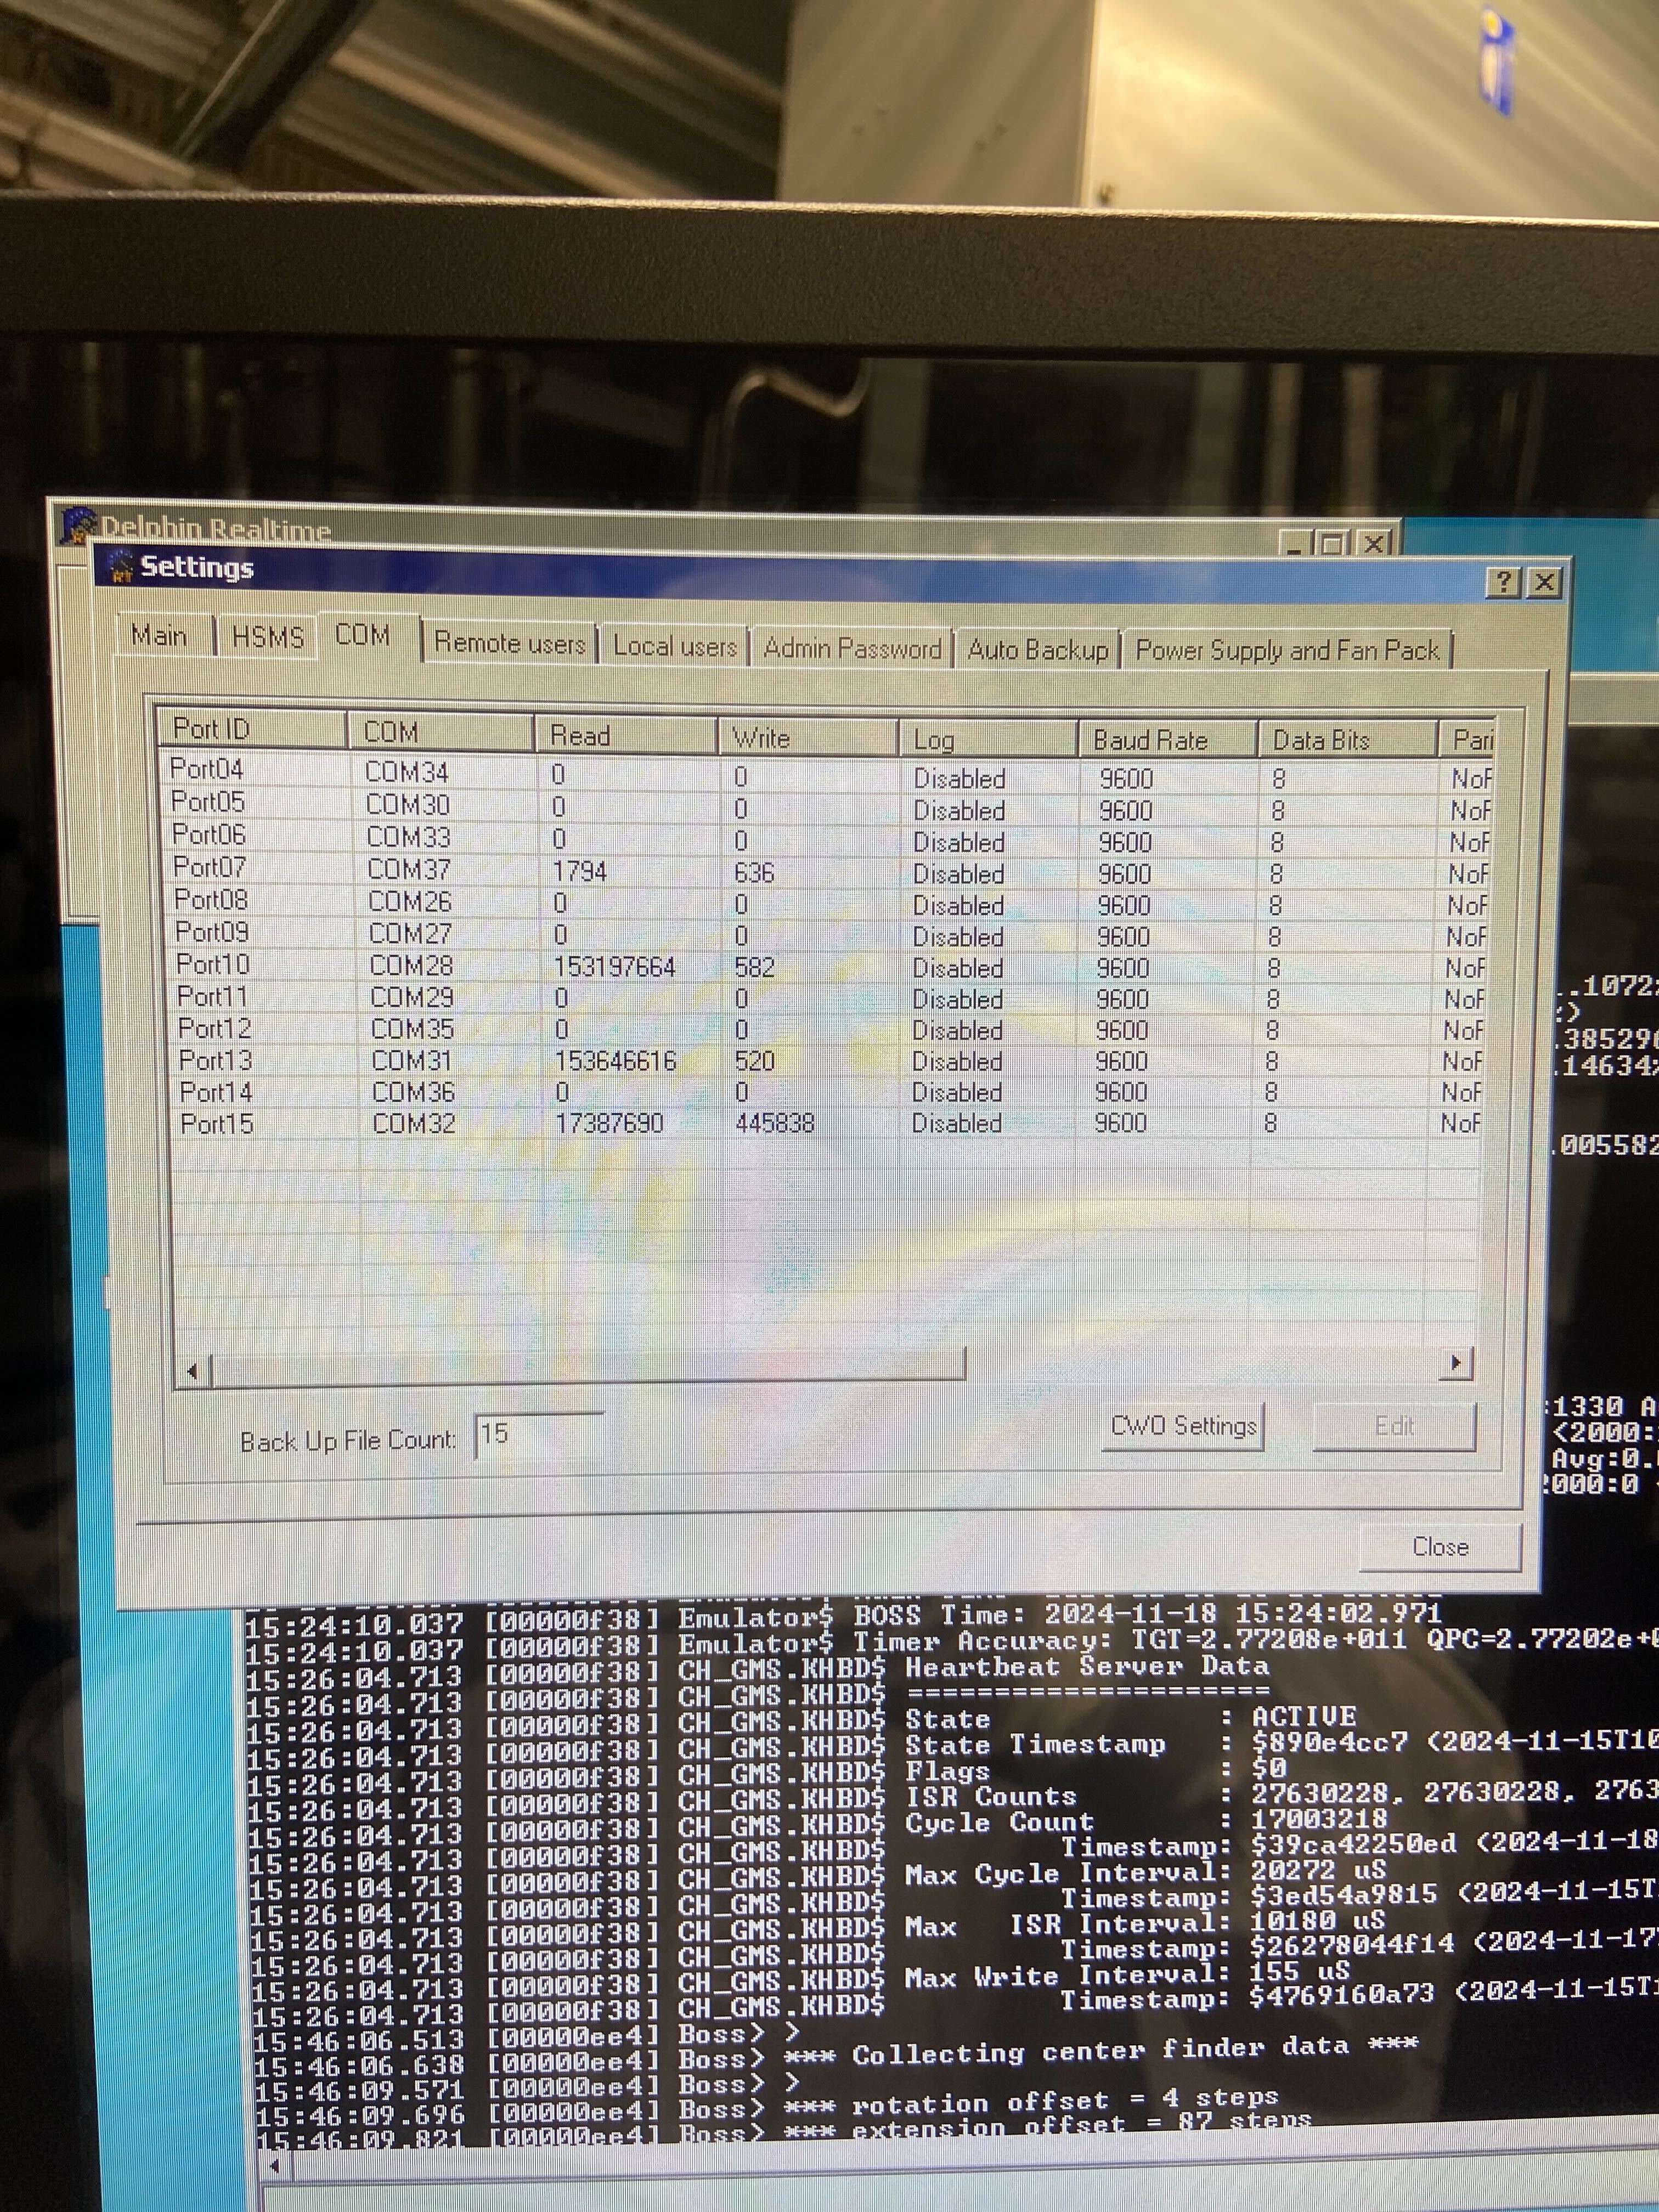 Delphin Realtime
Settings
Main HSMS COM Remote users Local users Admin Password Auto Backup Power Supply and Fan Pack
Port ID COM Read Write Log Baud Rate Data Bits Pari
Port04 COM34 0 0 Disabled 9600 8 NoP
Port05 COM30 0 0 Disabled 9600 8 NoP
Port06 COM33 0 0 Disabled 9600 8 NoP
Port07 COM37 1794 636 Disabled 9600 8 NoP
Port08 COM26 0 0 Disabled 9600 8 NoP
Port09 COM27 0 0 Disabled 9600 8 NoP
Port10 COM28 153197664 582 Disabled 9600 8 NoP
Port11 COM29 0 0 Disabled 9600 8 NoP
Port12 COM35 0 0 Disabled 9600 8 NoP
Port13 COM31 153646616 520 Disabled 9600 8 NoP
Port14 COM36 0 0 Disabled 9600 8 NoP
Port15 COM32 17387690 445838 Disabled 9600 8 NoP
..1072
:>
.385296
.14634
.005582
Back Up File Count: 15 CWO Settings Edit
:1330 A
<2000:
Avg:0.
2000:0
Close
15:24:10.037 [00000f38] Emulator$ BOSS Time: 2024-11-18 15:24:02.971
15:24:10.037 [00000f38] Emulator$ Timer Accuracy: TGT=2.77208e+011 QPC=2.77202e+0
15:26:04.713 [00000f38] CH_GMS.KHBD$ Heartbeat Server Data
15:26:04.713 [00000f38] CH_GMS.KHBD$ =====================
15:26:04.713 [00000f38] CH_GMS.KHBD$ State : ACTIVE
15:26:04.713 [00000f38] CH_GMS.KHBD$ State Timestamp : $890e4cc7 (2024-11-15T10
15:26:04.713 [00000f38] CH_GMS.KHBD$ Flags : $0
15:26:04.713 [00000f38] CH_GMS.KHBD$ ISR Counts : 27630228, 27630228, 2763
15:26:04.713 [00000f38] CH_GMS.KHBD$ Cycle Count : 17003218
15:26:04.713 [00000f38] CH_GMS.KHBD$ Timestamp: $39ca42250ed (2024-11-18
15:26:04.713 [00000f38] CH_GMS.KHBD$ Max Cycle Interval: 20272 uS
15:26:04.713 [00000f38] CH_GMS.KHBD$ Timestamp: $3ed54a9815 (2024-11-15T
15:26:04.713 [00000f38] CH_GMS.KHBD$ Max ISR Interval: 10180 uS
15:26:04.713 [00000f38] CH_GMS.KHBD$ Timestamp: $26278044f14 (2024-11-17
15:26:04.713 [00000f38] CH_GMS.KHBD$ Max Write Interval: 155 uS
15:26:04.713 [00000f38] CH_GMS.KHBD$ Timestamp: $4769160a73 (2024-11-15T1
15:46:06.513 [00000ee4] Boss> >
15:46:06.638 [00000ee4] Boss> *** Collecting center finder data ***
15:46:09.571 [00000ee4] Boss> >
15:46:09.696 [00000ee4] Boss> *** rotation offset = 4 steps
15:46:09.821 [00000ee4] Boss> *** extension offset = 87 steps